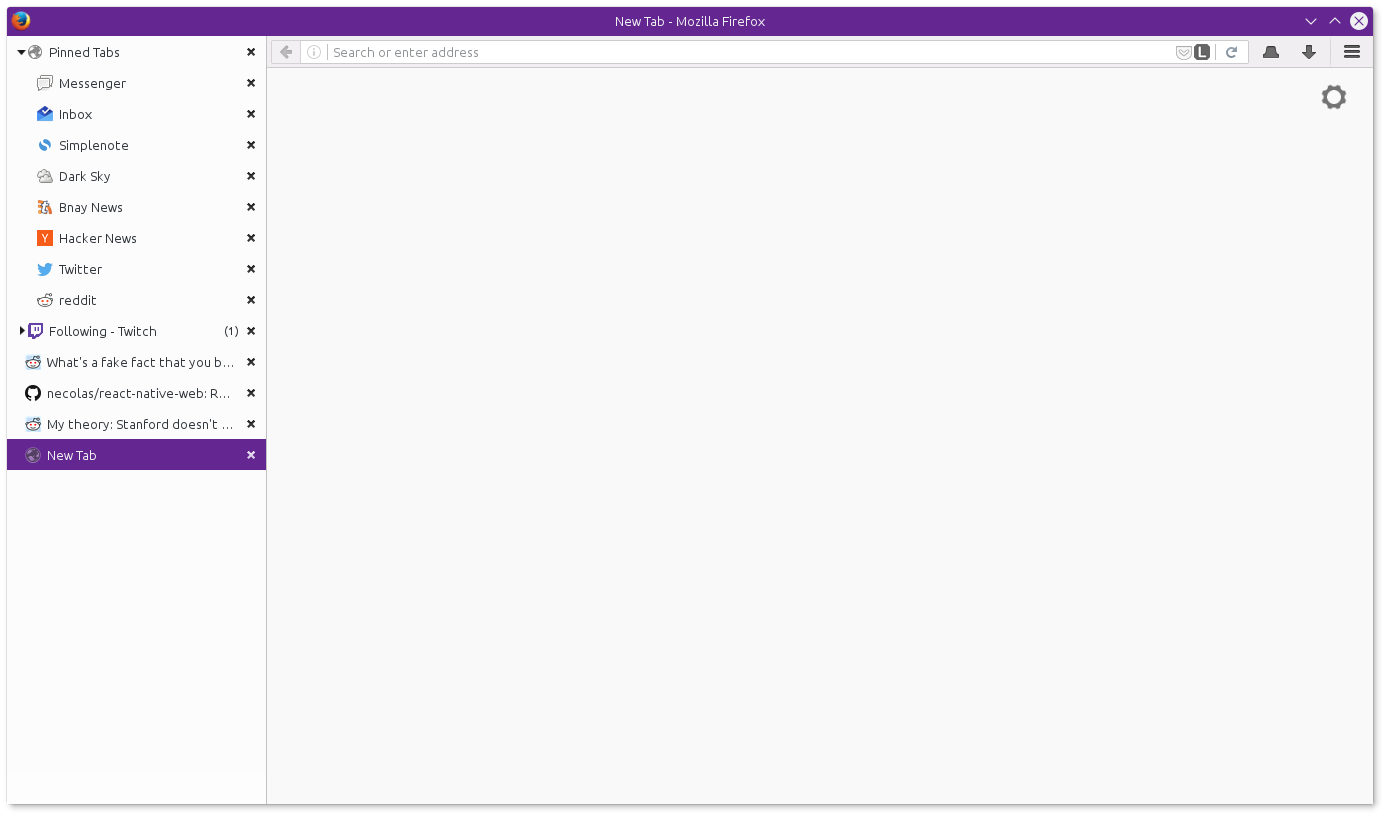 New Tab - Mozilla Firefox
Pinned Tabs
Search or enter address
L
Messenger
Inbox
Simplenote
Dark Sky
Bnay News
Y
Hacker News
Twitter
reddit
Following - Twitch (1)
What's a fake fact that you b...
necolas/react-native-web: R...
My theory: Stanford doesn't ...
New Tab